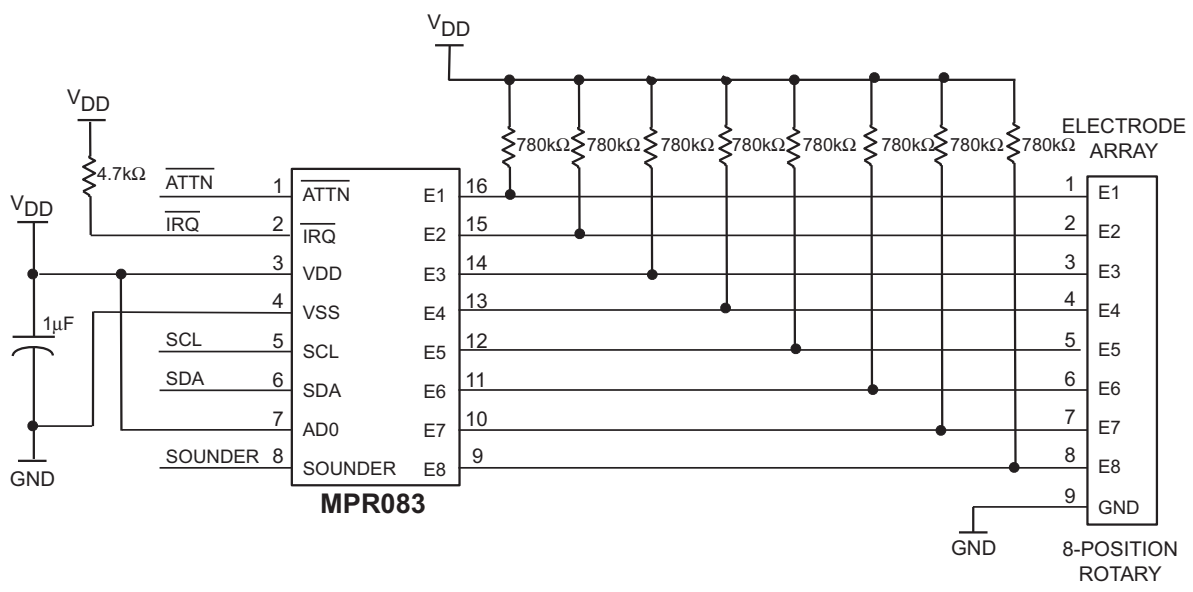 VDD
VDD
4.7kΩ
VDD
1µF
GND
ATTN
IRQ
SCL
SDA
SOUNDER
1 ATTN
2 IRQ
3 VDD
4 VSS
5 SCL
6 SDA
7 AD0
8 SOUNDER
E1 16
E2 15
E3 14
E4 13
E5 12
E6 11
E7 10
E8 9
MPR083
780kΩ 780kΩ 780kΩ 780kΩ 780kΩ 780kΩ 780kΩ 780kΩ
ELECTRODE
ARRAY
1 E1
2 E2
3 E3
4 E4
5 E5
6 E6
7 E7
8 E8
9 GND
GND
8-POSITION
ROTARY